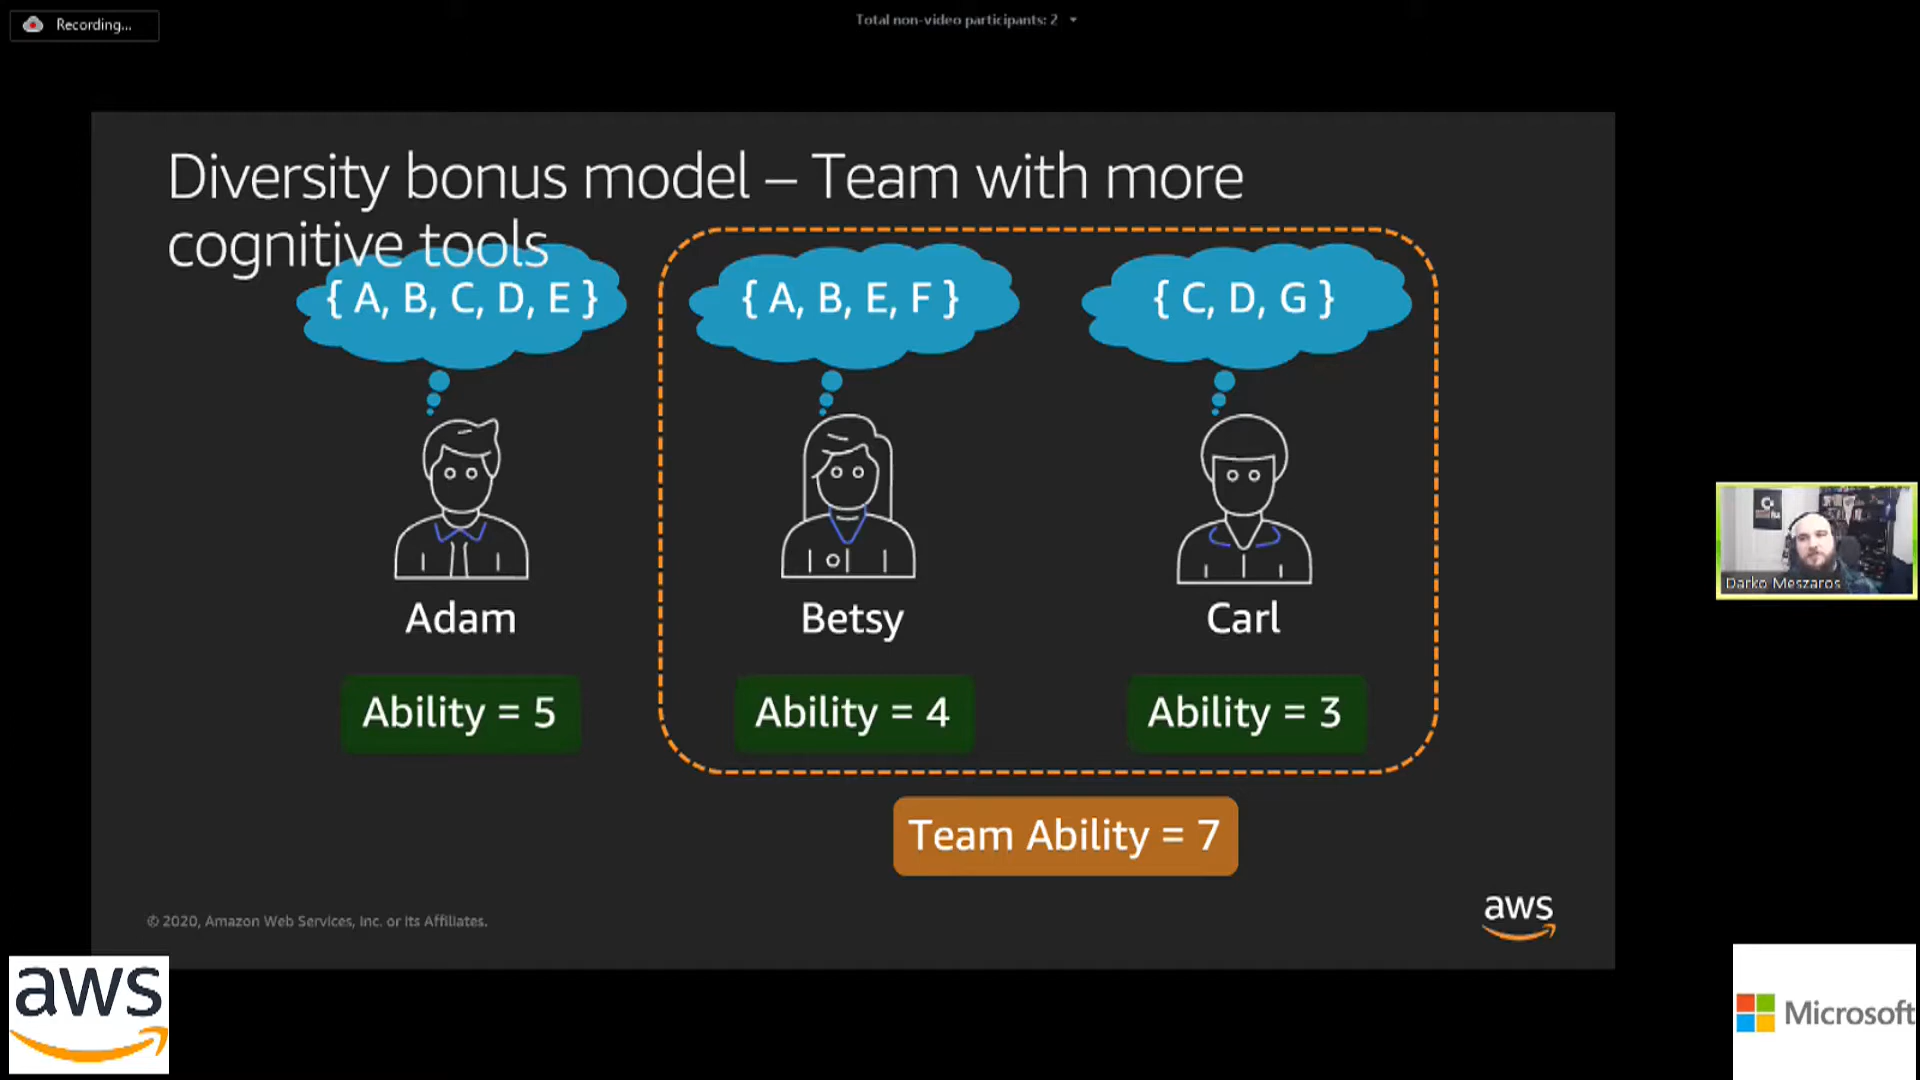 Recording...
Total non-video participants: 2
Diversity bonus model – Team with more
cognitive tools
{ A, B, C, D, E }
{ A, B, E, F }
{ C, D, G }
Adam
Betsy
Carl
Ability = 5
Ability = 4
Ability = 3
Team Ability = 7
© 2020, Amazon Web Services, Inc. or its Affiliates.
aws
Darko Meszaros
aws
Microsoft